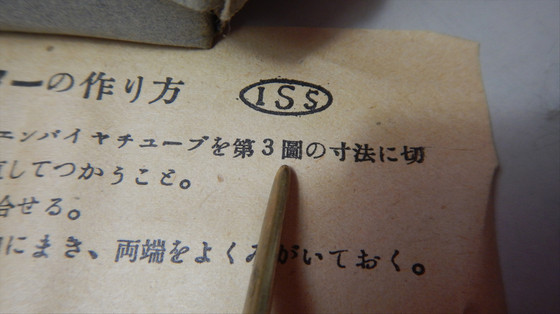 ーの作り方 ISS
エンパイヤチューブを第3圖の寸法に切
してつかうこと。
合せる。
にまき、両端をよくみがいておく。